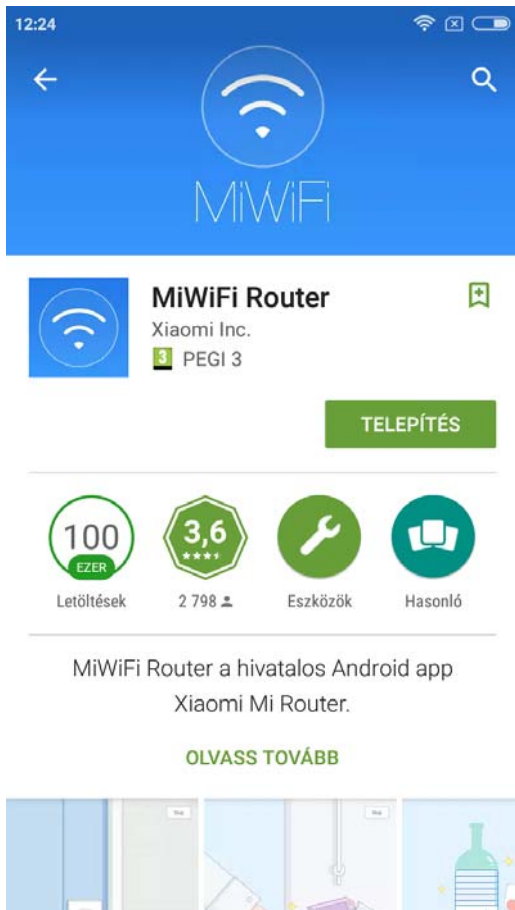 12:24
MiWiFi
MiWiFi Router
Xiaomi Inc.
3 PEGI 3
TELEPÍTÉS
100
EZER
3,6
Letöltések
2 798
Eszközök
Hasonló
MiWiFi Router a hivatalos Android app
Xiaomi Mi Router.
OLVASS TOVÁBB